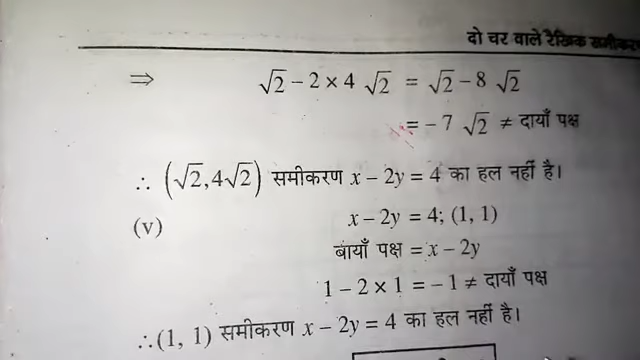 दो चर वाले रैखिक समीकरण
⇒ √2 – 2 × 4 √2 = √2 – 8 √2
= – 7 √2 ≠ दायाँ पक्ष
∴ (√2, 4√2) समीकरण x – 2y = 4 का हल नहीं है।
(v) x – 2y = 4; (1, 1)
बायाँ पक्ष = x – 2y
1 – 2 × 1 = – 1 ≠ दायाँ पक्ष
∴ (1, 1) समीकरण x – 2y = 4 का हल नहीं है।